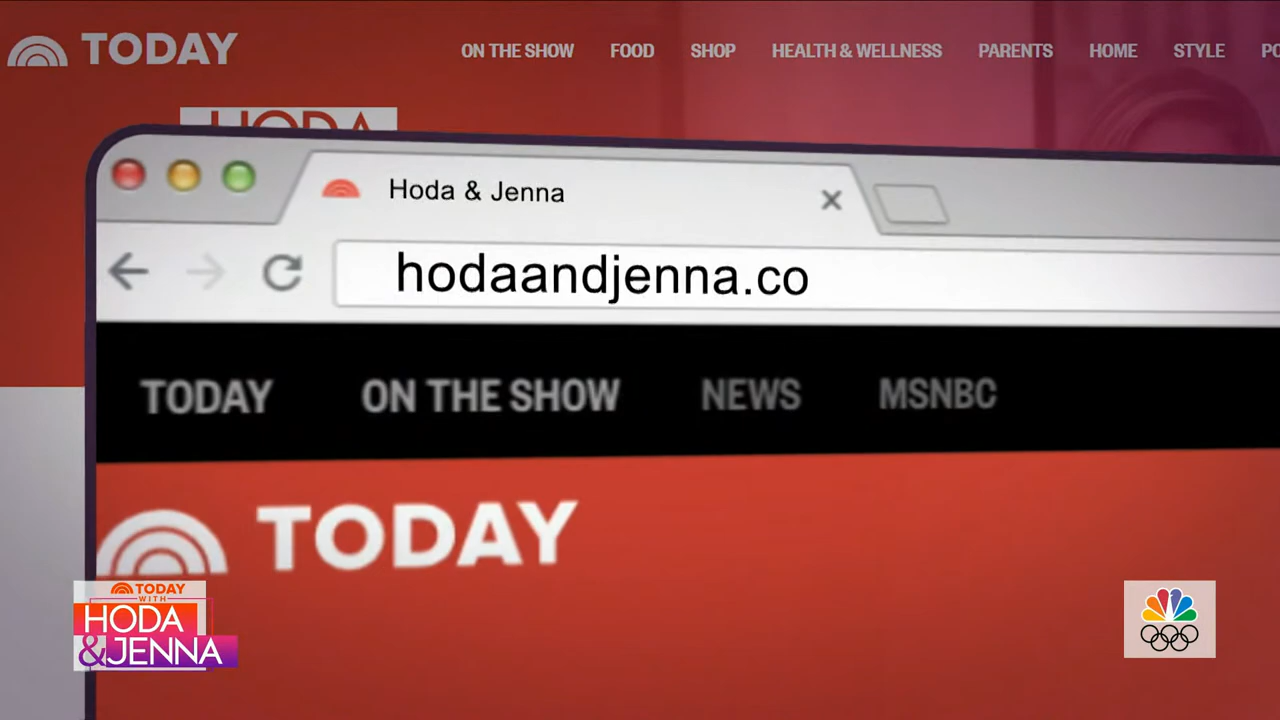 TODAY
ON THE SHOW FOOD SHOP HEALTH & WELLNESS PARENTS HOME STYLE
HODA
Hoda & Jenna
hodaandjenna.co
TODAY ON THE SHOW NEWS MSNBC
TODAY
TODAY
WITH
HODA
&JENNA